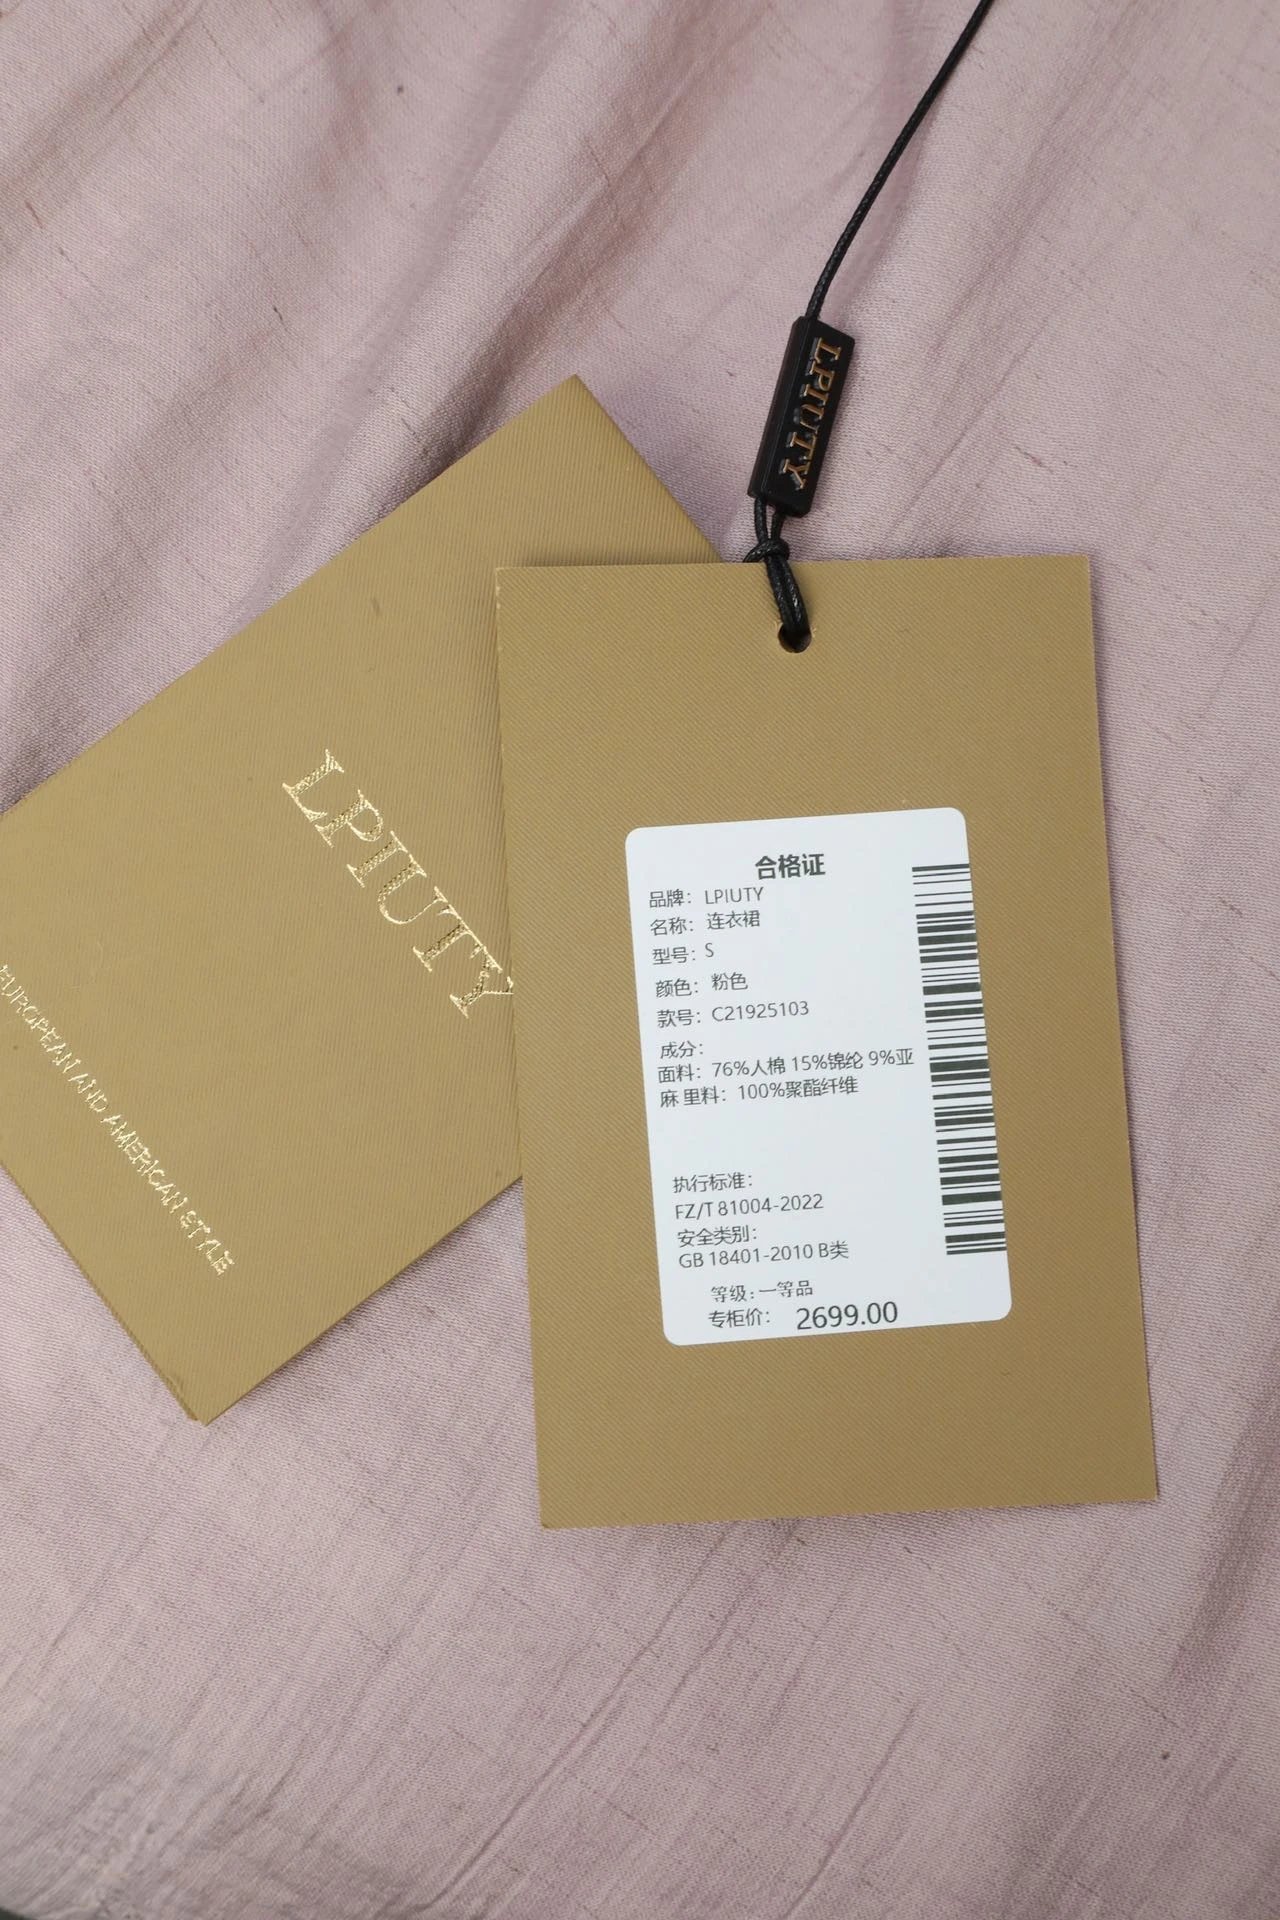 LPIUTY
LPIUTY
EUROPEAN AND AMERICAN STYLE
合格证
品牌: LPIUTY
名称: 连衣裙
型号: S
颜色: 粉色
款号: C21925103
成分:
面料: 76%人棉 15%锦纶 9%亚
麻 里料: 100%聚酯纤维
执行标准:
FZ/T 81004-2022
安全类别:
GB 18401-2010 B类
等级: 一等品
专柜价: 2699.00